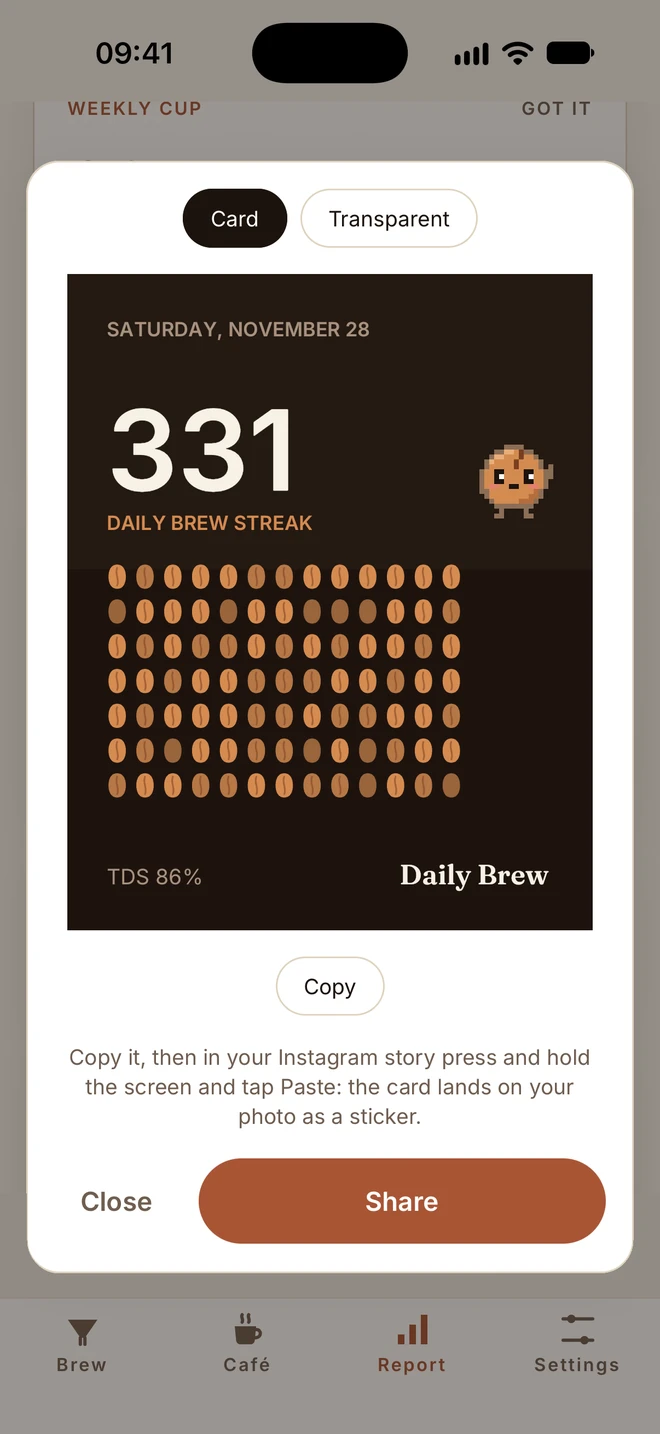 09:41
WEEKLY CUP
GOT IT
Card
Transparent
SATURDAY, NOVEMBER 28
331
DAILY BREW STREAK
TDS 86%
Daily Brew
Copy
Copy it, then in your Instagram story press and hold
the screen and tap Paste: the card lands on your
photo as a sticker.
Close
Share
Brew
Café
Report
Settings